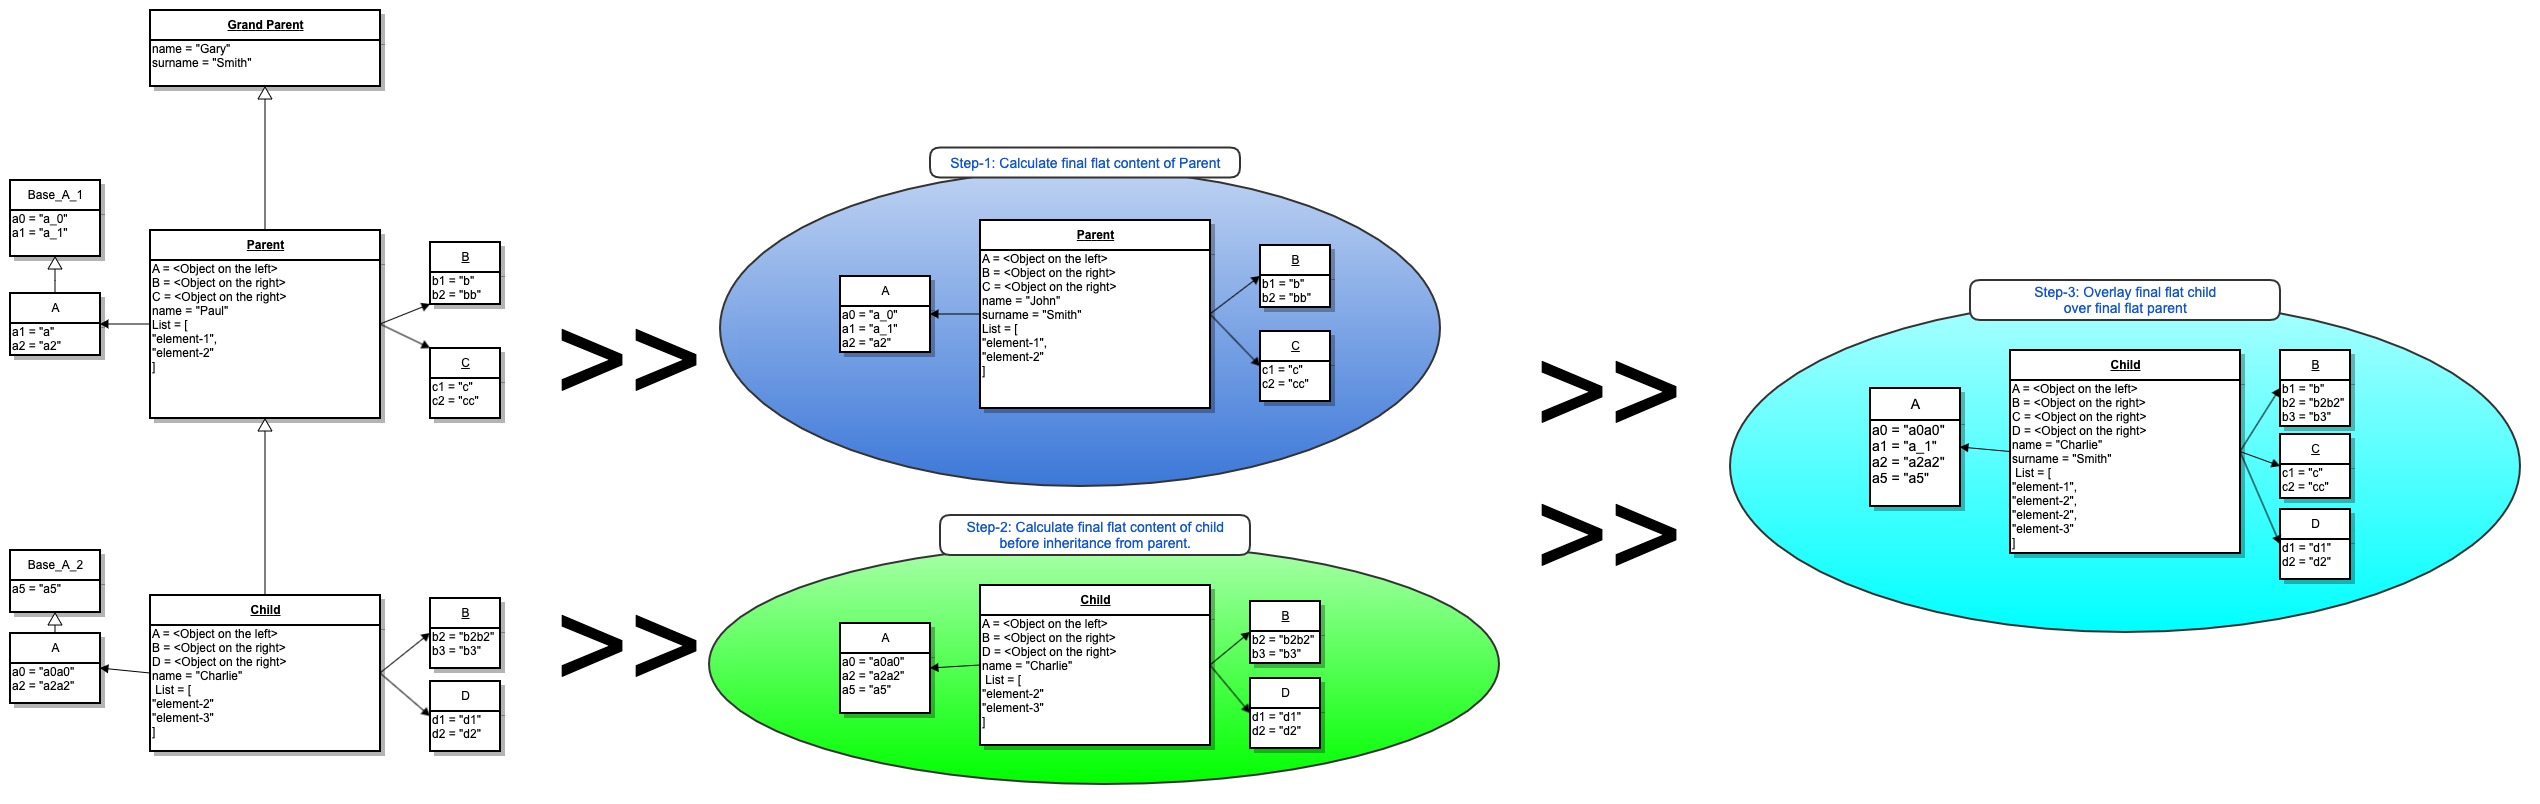 Grand Parent
name = "Gary"
surname = "Smith"
Base_A_1
a0 = "a_0"
a1 = "a_1"
A
a1 = "a"
a2 = "a2"
Parent
A = <Object on the left>
B = <Object on the right>
C = <Object on the right>
name = "Paul"
List = [
"element-1",
"element-2"
]
B
b1 = "b"
b2 = "bb"
C
c1 = "c"
c2 = "cc"
Base_A_2
a5 = "a5"
A
a0 = "a0a0"
a2 = "a2a2"
Child
A = <Object on the left>
B = <Object on the right>
D = <Object on the right>
name = "Charlie"
List = [
"element-2"
"element-3"
]
B
b2 = "b2b2"
b3 = "b3"
D
d1 = "d1"
d2 = "d2"
>>
>>
Step-1: Calculate final flat content of Parent
A
a0 = "a_0"
a1 = "a_1"
a2 = "a2"
Parent
A = <Object on the left>
B = <Object on the right>
C = <Object on the right>
name = "John"
surname = "Smith"
List = [
"element-1",
"element-2"
]
B
b1 = "b"
b2 = "bb"
C
c1 = "c"
c2 = "cc"
Step-2: Calculate final flat content of child
before inheritance from parent.
A
a0 = "a0a0"
a2 = "a2a2"
a5 = "a5"
Child
A = <Object on the left>
B = <Object on the right>
D = <Object on the right>
name = "Charlie"
List = [
"element-2"
"element-3"
]
B
b2 = "b2b2"
b3 = "b3"
D
d1 = "d1"
d2 = "d2"
>>
>>
Step-3: Overlay final flat child
over final flat parent
A
a0 = "a0a0"
a1 = "a_1"
a2 = "a2a2"
a5 = "a5"
Child
A = <Object on the left>
B = <Object on the right>
C = <Object on the right>
D = <Object on the right>
name = "Charlie"
surname = "Smith"
List = [
"element-1",
"element-2",
"element-2",
"element-3"
]
B
b1 = "b"
b2 = "b2b2"
b3 = "b3"
C
c1 = "c"
c2 = "cc"
D
d1 = "d1"
d2 = "d2"